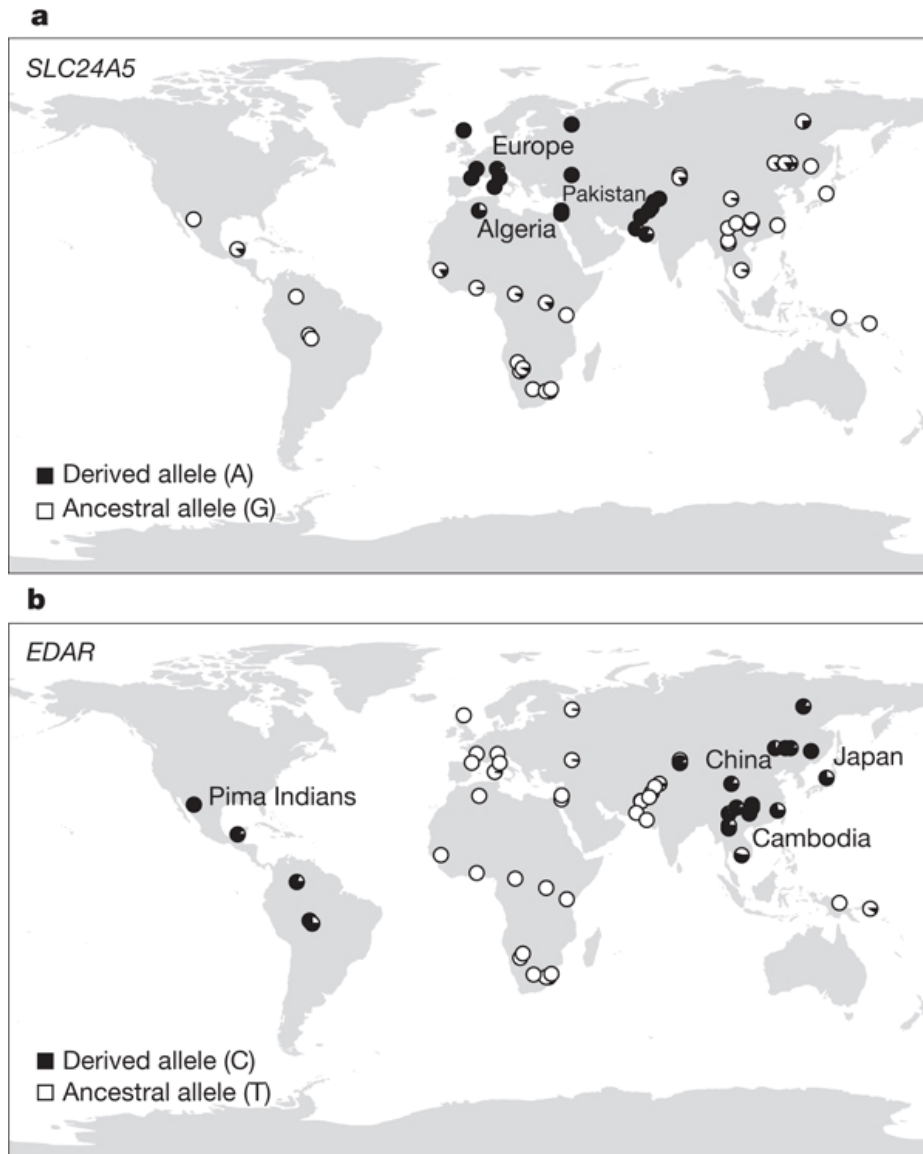 a
SLC24A5
Europe
Pakistan
Algeria
Derived allele (A)
Ancestral allele (G)
b
EDAR
China
Japan
Pima Indians
Cambodia
Derived allele (C)
Ancestral allele (T)